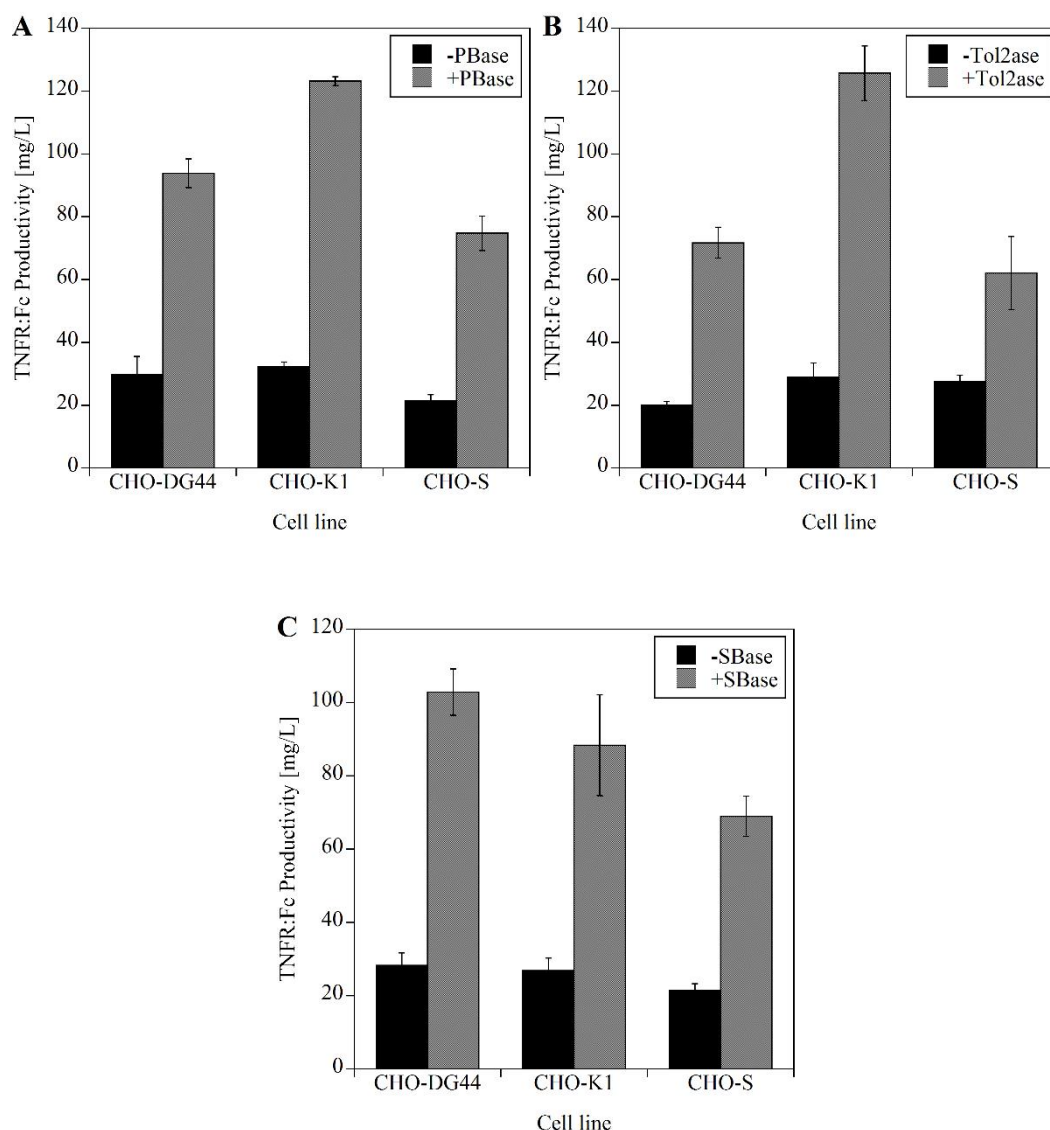 A
140
120
100
80
60
40
20
0
TNFR:Fc Productivity [mg/L]
-PBase
+PBase
CHO-DG44 CHO-K1 CHO-S
Cell line
B
140
120
100
80
60
40
20
0
TNFR:Fc Productivity [mg/L]
-Tol2ase
+Tol2ase
CHO-DG44 CHO-K1 CHO-S
Cell line
C
120
100
80
60
40
20
0
TNFR:Fc Productivity [mg/L]
-SBase
+SBase
CHO-DG44 CHO-K1 CHO-S
Cell line